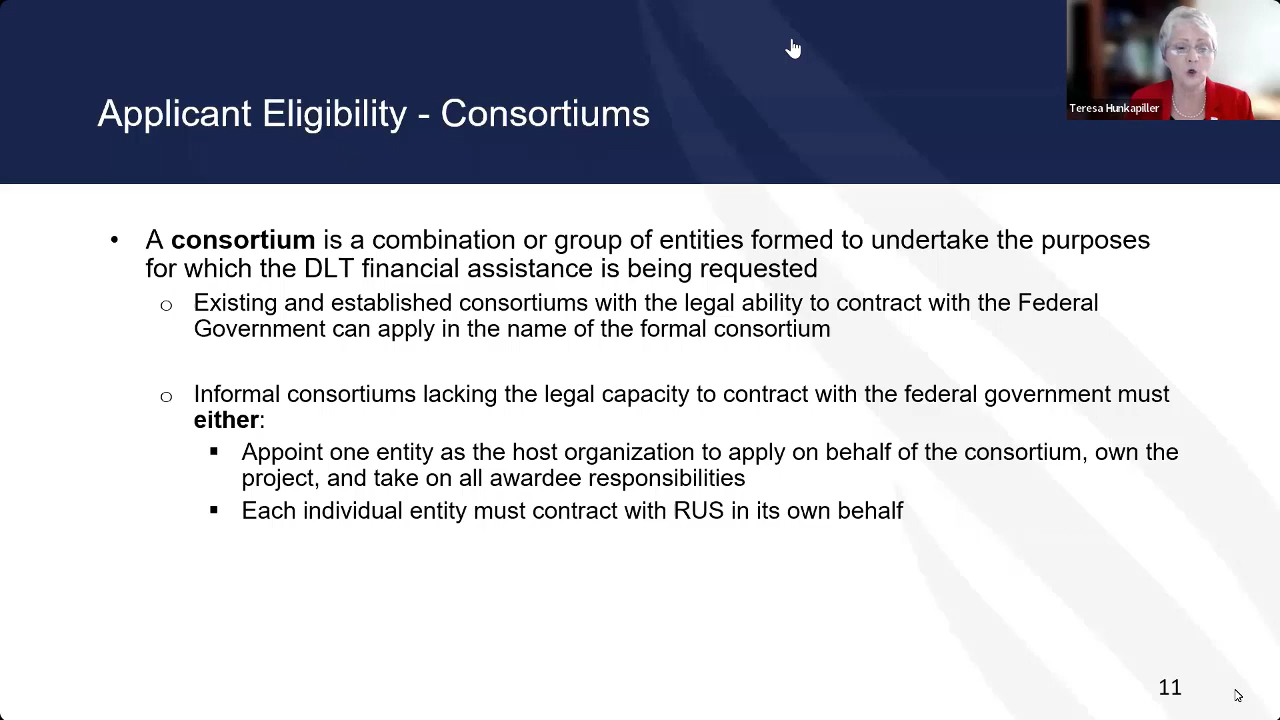 Applicant Eligibility - Consortiums
Teresa Hunkapiller
• A consortium is a combination or group of entities formed to undertake the purposes
for which the DLT financial assistance is being requested
o Existing and established consortiums with the legal ability to contract with the Federal
Government can apply in the name of the formal consortium
o Informal consortiums lacking the legal capacity to contract with the federal government must
either:
▪ Appoint one entity as the host organization to apply on behalf of the consortium, own the
project, and take on all awardee responsibilities
▪ Each individual entity must contract with RUS in its own behalf
11